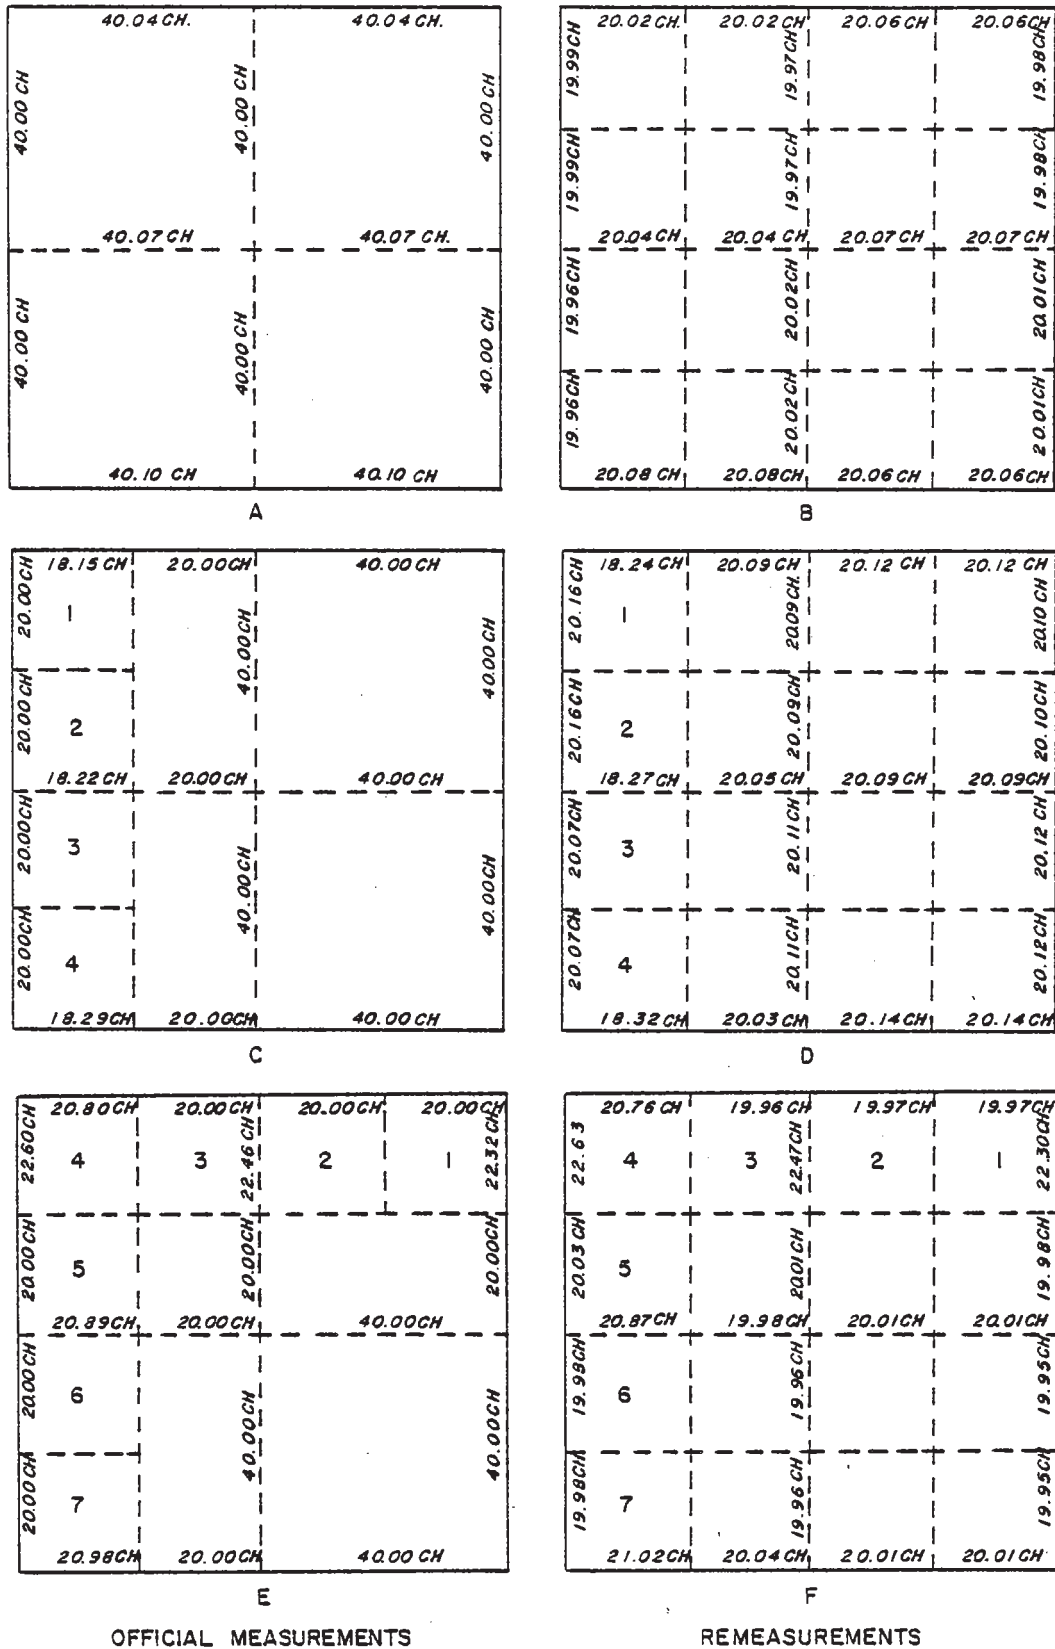 40.04 CH. 40.04 CH.
40.00 CH 40.00 CH 40.00 CH
40.07 CH 40.07 CH.
40.00 CH 40.00 CH 40.00 CH
40.10 CH 40.10 CH
A
20.02 CH. 20.02 CH 20.06 CH 20.06 CH
19.99 CH 19.97 CH 19.98 CH
19.99 CH 19.97 CH 19.98 CH
20.04 CH 20.04 CH 20.07 CH 20.07 CH
19.96 CH 20.02 CH 20.01 CH
19.96 CH 20.02 CH 20.01 CH
20.08 CH 20.08 CH 20.06 CH 20.06 CH
B
18.15 CH 20.00 CH 40.00 CH
20.00 CH 1 40.00 CH 40.00 CH
20.00 CH 2
18.22 CH 20.00 CH 40.00 CH
20.00 CH 3 40.00 CH 40.00 CH
20.00 CH 4
18.29 CH 20.00 CH 40.00 CH
C
18.24 CH 20.09 CH 20.12 CH 20.12 CH
20.16 CH 1 20.09 CH. 20.10 CH
20.16 CH 2 20.09 CH 20.10 CH
18.27 CH 20.05 CH 20.09 CH 20.09 CH
20.07 CH 3 20.11 CH 20.12 CH
20.07 CH 4 20.11 CH 20.12 CH
18.32 CH 20.03 CH 20.14 CH 20.14 CH
D
20.80 CH 20.00 CH 20.00 CH 20.00 CH
22.60 CH 4 3 22.46 CH 2 1 22.32 CH
20.00 CH 5 20.00 CH 20.00 CH
20.89 CH 20.00 CH 40.00 CH
20.00 CH 6 40.00 CH 40.00 CH
20.00 CH 7
20.98 CH 20.00 CH 40.00 CH
E
20.76 CH 19.96 CH 19.97 CH 19.97 CH
22.63 4 3 22.47 CH 2 1 22.30 CH
20.03 CH 5 20.01 CH 19.98 CH
20.87 CH 19.98 CH 20.01 CH 20.01 CH
19.98 CH 6 19.96 CH 19.95 CH
19.98 CH 7 19.96 CH 19.95 CH
21.02 CH 20.04 CH 20.01 CH 20.01 CH
F
OFFICIAL MEASUREMENTS
REMEASUREMENTS